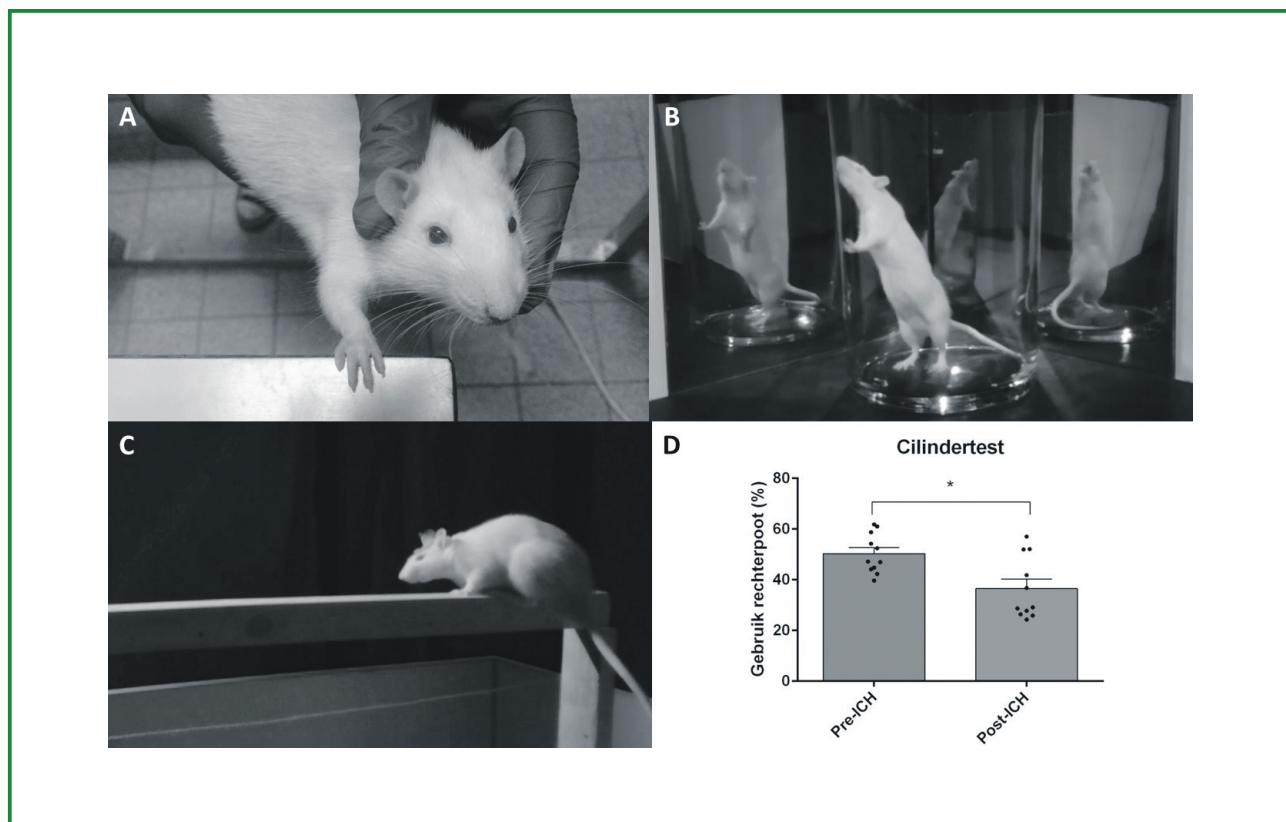 A
B
C
D
Cilindertest
*
Gebruik rechterpoot (%)
80
60
40
20
0
Pre-ICH
Post-ICH